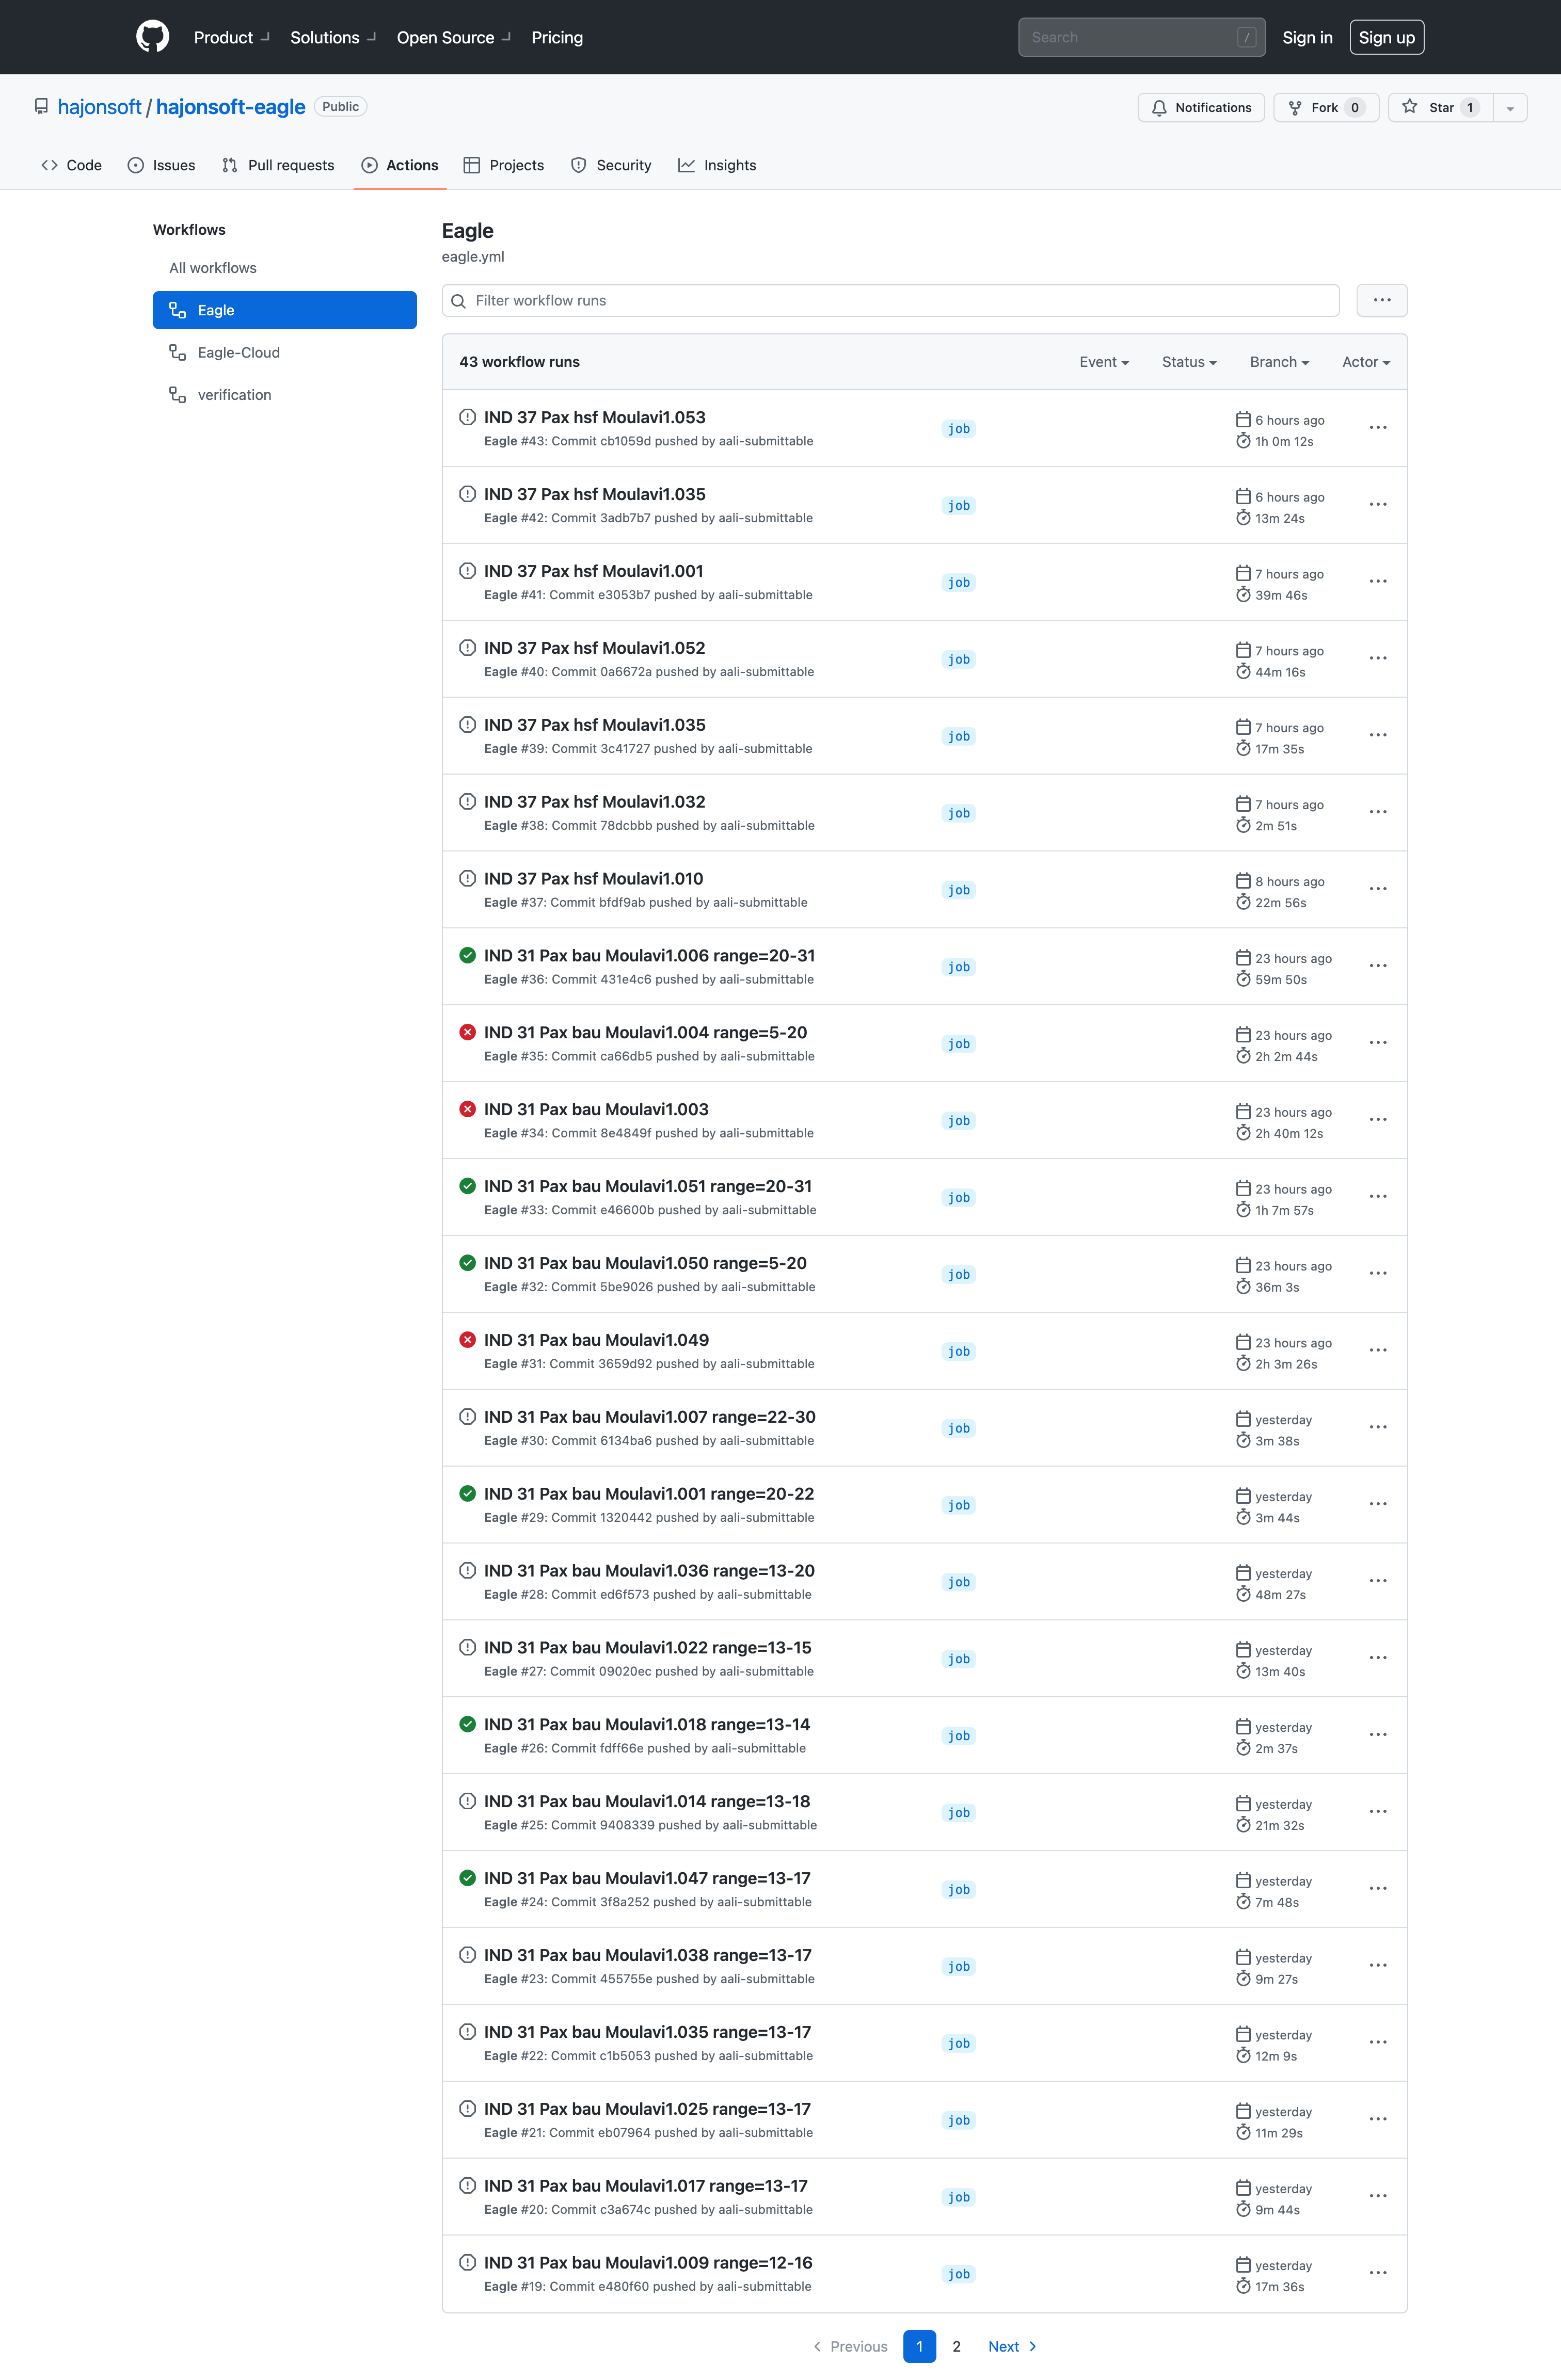 Product Solutions Open Source Pricing Search / Sign in Sign up
hajonsoft / hajonsoft-eagle Public Notifications Fork 0 Star 1
Code Issues Pull requests Actions Projects Security Insights
Workflows
All workflows
Eagle
Eagle-Cloud
verification
Eagle
eagle.yml
Filter workflow runs
43 workflow runs Event Status Branch Actor
IND 37 Pax hsf Moulavi1.053
Eagle #43: Commit cb1059d pushed by aali-submittable
job
6 hours ago
1h 0m 12s
IND 37 Pax hsf Moulavi1.035
Eagle #42: Commit 3adb7b7 pushed by aali-submittable
job
6 hours ago
13m 24s
IND 37 Pax hsf Moulavi1.001
Eagle #41: Commit e3053b7 pushed by aali-submittable
job
7 hours ago
39m 46s
IND 37 Pax hsf Moulavi1.052
Eagle #40: Commit 0a6672a pushed by aali-submittable
job
7 hours ago
44m 16s
IND 37 Pax hsf Moulavi1.035
Eagle #39: Commit 3c41727 pushed by aali-submittable
job
7 hours ago
17m 35s
IND 37 Pax hsf Moulavi1.032
Eagle #38: Commit 78dcbbb pushed by aali-submittable
job
7 hours ago
2m 51s
IND 37 Pax hsf Moulavi1.010
Eagle #37: Commit bfdf9ab pushed by aali-submittable
job
8 hours ago
22m 56s
IND 31 Pax bau Moulavi1.006 range=20-31
Eagle #36: Commit 431e4c6 pushed by aali-submittable
job
23 hours ago
59m 50s
IND 31 Pax bau Moulavi1.004 range=5-20
Eagle #35: Commit ca66db5 pushed by aali-submittable
job
23 hours ago
2h 2m 44s
IND 31 Pax bau Moulavi1.003
Eagle #34: Commit 8e4849f pushed by aali-submittable
job
23 hours ago
2h 40m 12s
IND 31 Pax bau Moulavi1.051 range=20-31
Eagle #33: Commit e46600b pushed by aali-submittable
job
23 hours ago
1h 7m 57s
IND 31 Pax bau Moulavi1.050 range=5-20
Eagle #32: Commit 5be9026 pushed by aali-submittable
job
23 hours ago
36m 3s
IND 31 Pax bau Moulavi1.049
Eagle #31: Commit 3659d92 pushed by aali-submittable
job
23 hours ago
2h 3m 26s
IND 31 Pax bau Moulavi1.007 range=22-30
Eagle #30: Commit 6134ba6 pushed by aali-submittable
job
yesterday
3m 38s
IND 31 Pax bau Moulavi1.001 range=20-22
Eagle #29: Commit 1320442 pushed by aali-submittable
job
yesterday
3m 44s
IND 31 Pax bau Moulavi1.036 range=13-20
Eagle #28: Commit ed6f573 pushed by aali-submittable
job
yesterday
48m 27s
IND 31 Pax bau Moulavi1.022 range=13-15
Eagle #27: Commit 09020ec pushed by aali-submittable
job
yesterday
13m 40s
IND 31 Pax bau Moulavi1.018 range=13-14
Eagle #26: Commit fdff66e pushed by aali-submittable
job
yesterday
2m 37s
IND 31 Pax bau Moulavi1.014 range=13-18
Eagle #25: Commit 9408339 pushed by aali-submittable
job
yesterday
21m 32s
IND 31 Pax bau Moulavi1.047 range=13-17
Eagle #24: Commit 3f8a252 pushed by aali-submittable
job
yesterday
7m 48s
IND 31 Pax bau Moulavi1.038 range=13-17
Eagle #23: Commit 455755e pushed by aali-submittable
job
yesterday
9m 27s
IND 31 Pax bau Moulavi1.035 range=13-17
Eagle #22: Commit c1b5053 pushed by aali-submittable
job
yesterday
12m 9s
IND 31 Pax bau Moulavi1.025 range=13-17
Eagle #21: Commit eb07964 pushed by aali-submittable
job
yesterday
11m 29s
IND 31 Pax bau Moulavi1.017 range=13-17
Eagle #20: Commit c3a674c pushed by aali-submittable
job
yesterday
9m 44s
IND 31 Pax bau Moulavi1.009 range=12-16
Eagle #19: Commit e480f60 pushed by aali-submittable
job
yesterday
17m 36s
Previous 1 2 Next